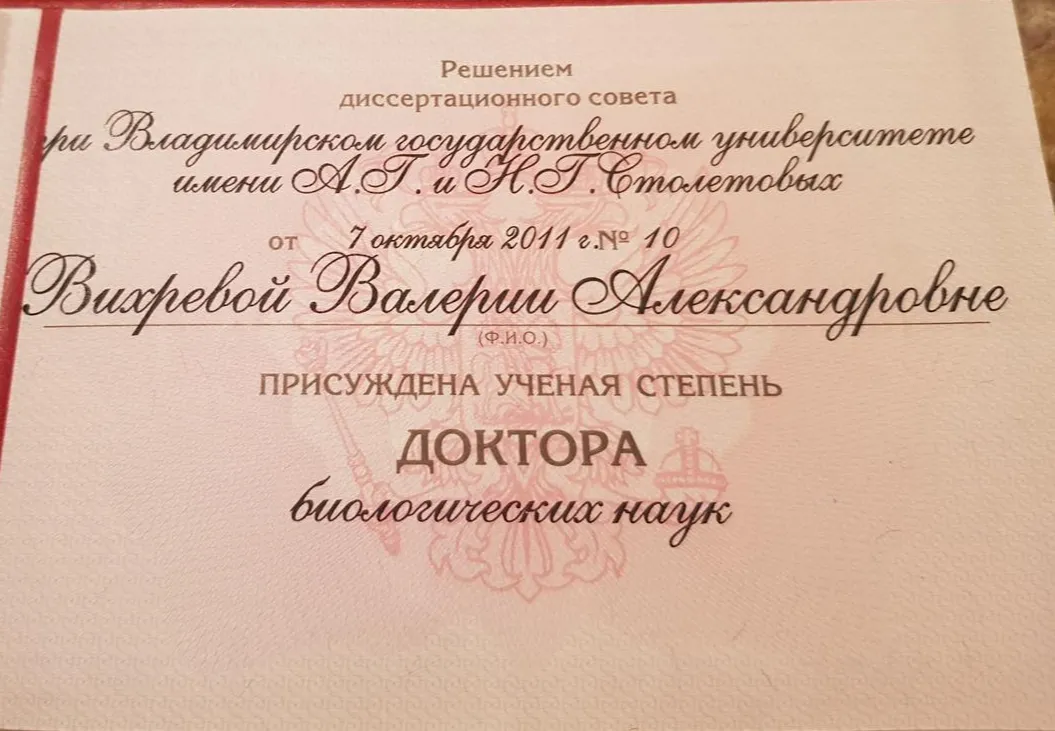 Решением
диссертационного совета
при Владимирском государственном университете
имени А.Г. и Н.Г.Столетовых
от 7 октября 2011 г.№ 10
Вихревой Валерии Александровне
(Ф.И.О.)
ПРИСУЖДЕНА УЧЕНАЯ СТЕПЕНЬ
ДОКТОРА
биологических наук